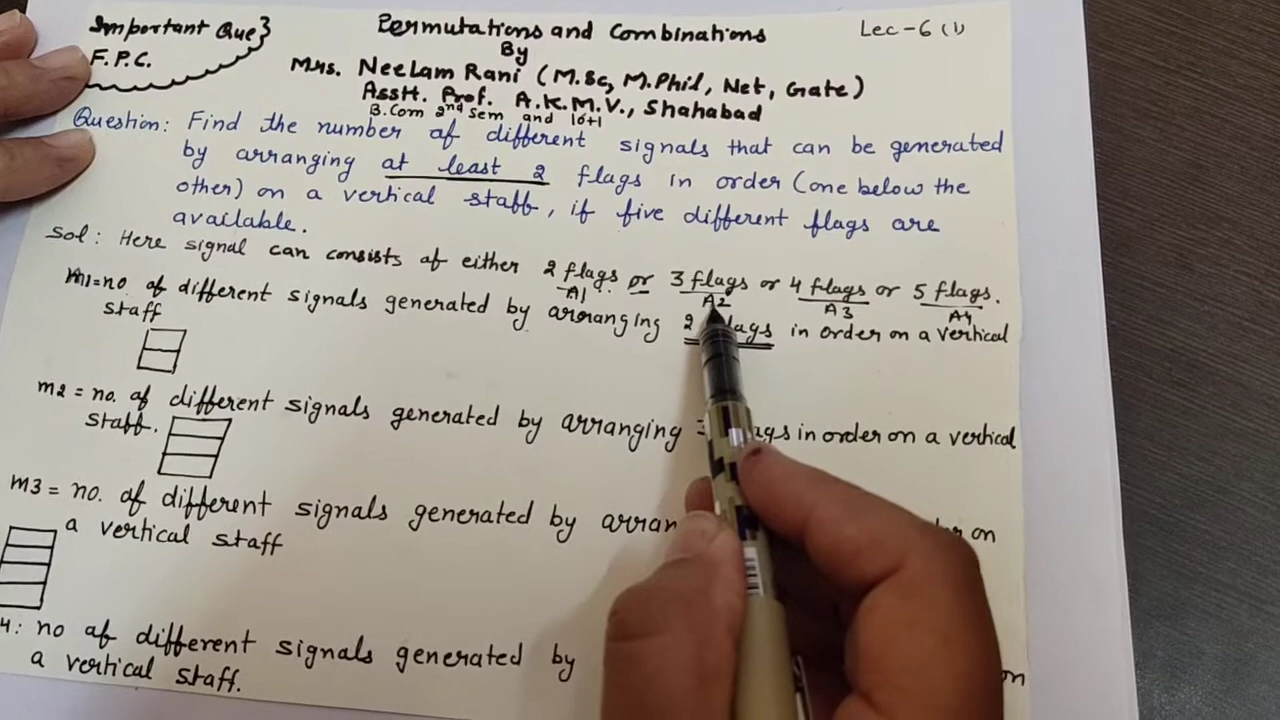 Important Que
F.P.C.
Permutations and Combinations
Lec-6 (1)
By
Mrs. Neelam Rani (M.Sc, M.Phil, Net, Gate)
Asstt. Prof. A.K.M.V., Shahabad
B.Com 2nd Sem and 10+1
Question: Find the number of different signals that can be generated
by arranging at least 2 flags in order (one below the
other) on a vertical staff, if five different flags are
available.
Sol: Here signal can consists of either 2 flags or 3 flags or 4 flags or 5 flags.
A1 A2 A3 A4
m1 = no. of different signals generated by arranging 2 flags in order on a vertical
staff
m2 = no. of different signals generated by arranging in order on a vertical
staff.
m3 = no. of different signals generated by on
a vertical staff
4: no of different signals generated by on
a vertical staff.